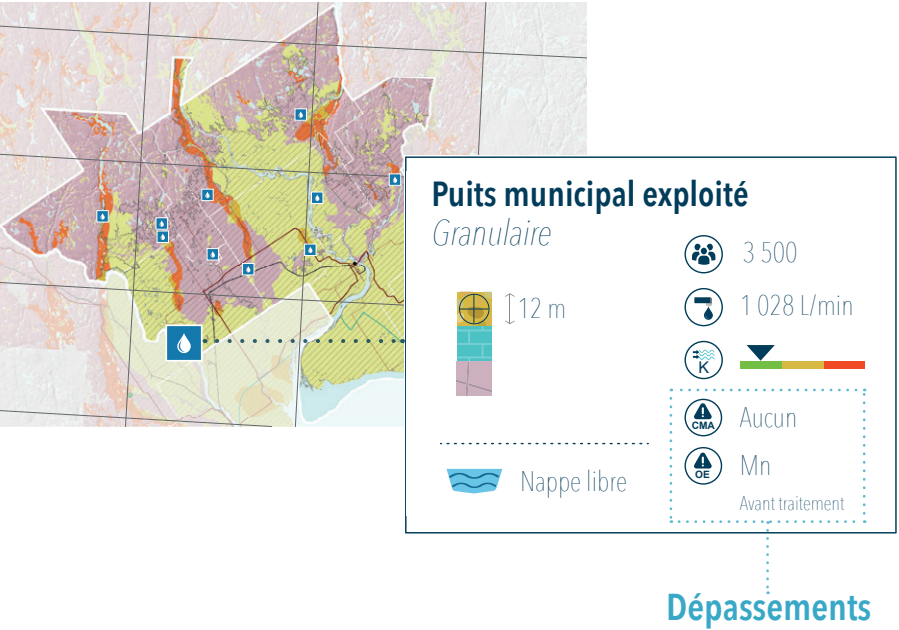 Puits municipal exploité
Granulaire
12 m
Nappe libre
3 500
1 028 L/min
K
CMA
Aucun
OE
Mn
Avant traitement
Dépassements